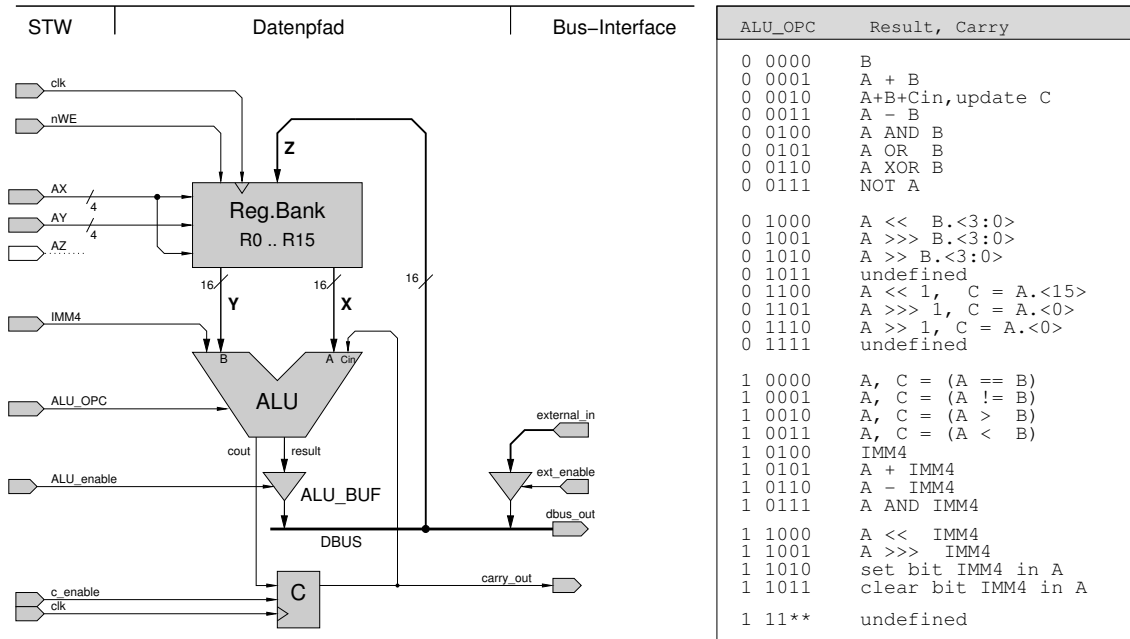 STW
Datenpfad
Bus−Interface
clk
nWE
Z
AX
4
AY
4
AZ
Reg.Bank
R0 .. R15
16
16
16
Y
X
IMM4
B
A
Cin
ALU
ALU_OPC
external_in
cout
result
ALU_enable
ext_enable
ALU_BUF
dbus_out
DBUS
C
carry_out
c_enable
clk
ALU_OPC Result, Carry
0 0000 B
0 0001 A + B
0 0010 A+B+Cin,update C
0 0011 A − B
0 0100 A AND B
0 0101 A OR B
0 0110 A XOR B
0 0111 NOT A
0 1000 A << B.<3:0>
0 1001 A >>> B.<3:0>
0 1010 A >> B.<3:0>
0 1011 undefined
0 1100 A << 1, C = A.<15>
0 1101 A >>> 1, C = A.<0>
0 1110 A >> 1, C = A.<0>
0 1111 undefined
1 0000 A, C = (A == B)
1 0001 A, C = (A != B)
1 0010 A, C = (A > B)
1 0011 A, C = (A < B)
1 0100 IMM4
1 0101 A + IMM4
1 0110 A − IMM4
1 0111 A AND IMM4
1 1000 A << IMM4
1 1001 A >>> IMM4
1 1010 set bit IMM4 in A
1 1011 clear bit IMM4 in A
1 11** undefined